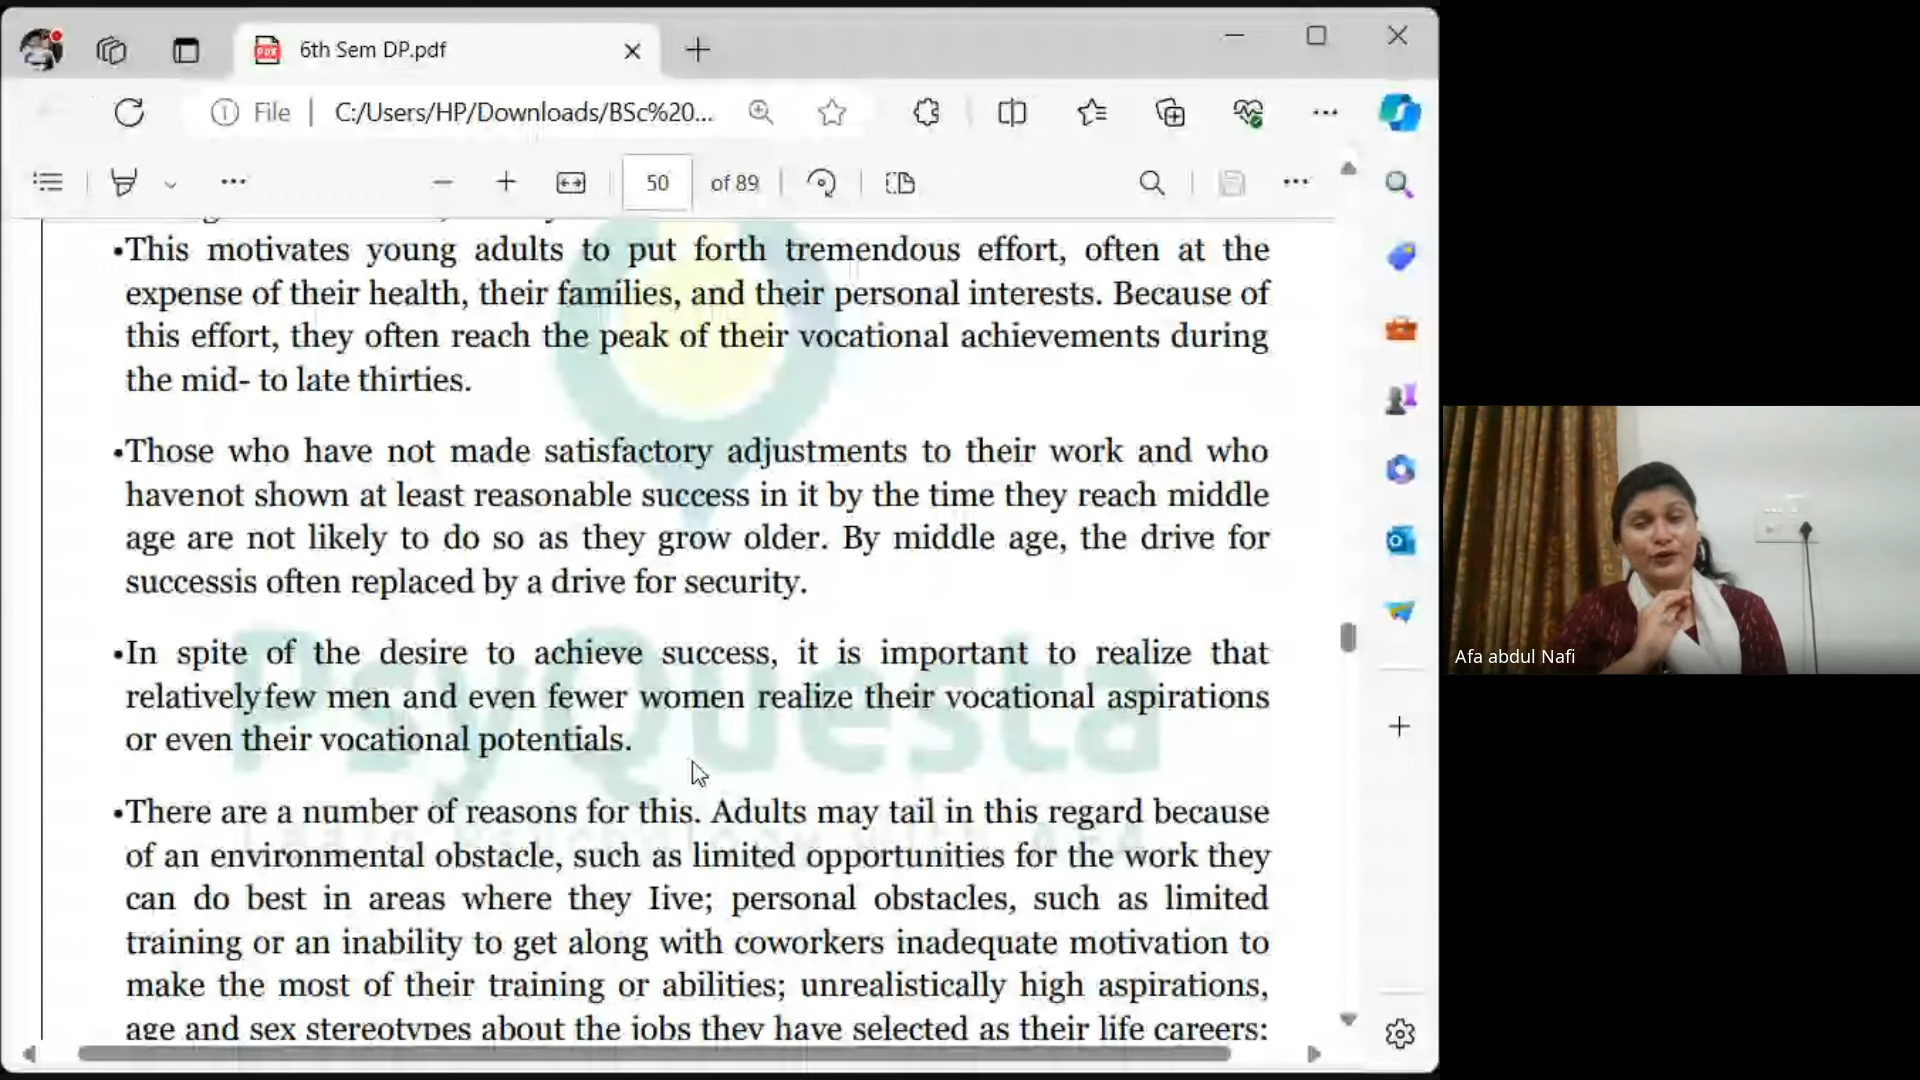 6th Sem DP.pdf
File
C:/Users/HP/Downloads/BSc%20...
50 of 89
•This motivates young adults to put forth tremendous effort, often at the
expense of their health, their families, and their personal interests. Because of
this effort, they often reach the peak of their vocational achievements during
the mid- to late thirties.
•Those who have not made satisfactory adjustments to their work and who
havenot shown at least reasonable success in it by the time they reach middle
age are not likely to do so as they grow older. By middle age, the drive for
successis often replaced by a drive for security.
•In spite of the desire to achieve success, it is important to realize that
relativelyfew men and even fewer women realize their vocational aspirations
or even their vocational potentials.
•There are a number of reasons for this. Adults may tail in this regard because
of an environmental obstacle, such as limited opportunities for the work they
can do best in areas where they Iive; personal obstacles, such as limited
training or an inability to get along with coworkers inadequate motivation to
make the most of their training or abilities; unrealistically high aspirations,
age and sex stereotypes about the jobs they have selected as their life careers;
PsyQuesta
Afa abdul Nafi